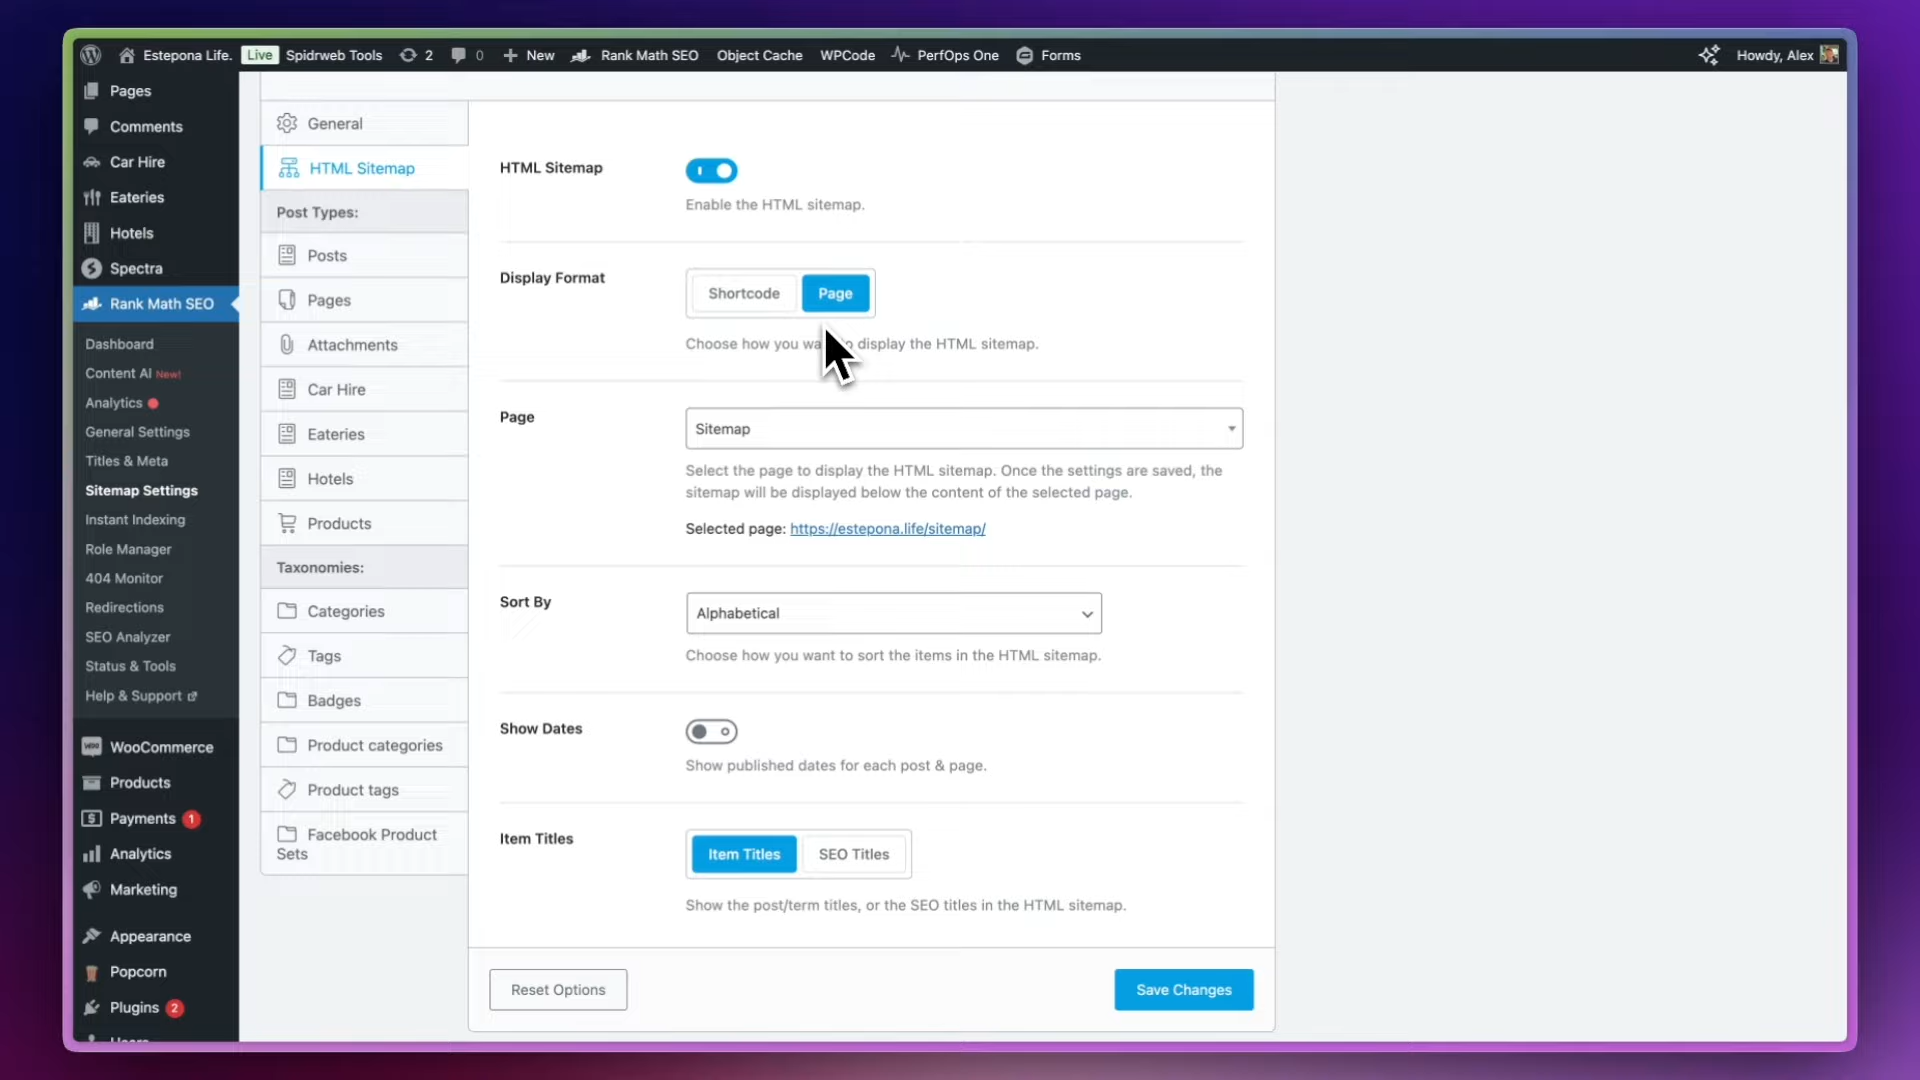 Estepona Life.
Live
Spidrweb Tools
2
0
New
Rank Math SEO
Object Cache
WPCode
PerfOps One
Forms
Howdy, Alex
Pages
Comments
Car Hire
Eateries
Hotels
Spectra
Rank Math SEO
Dashboard
Content AI New!
Analytics
General Settings
Titles & Meta
Sitemap Settings
Instant Indexing
Role Manager
404 Monitor
Redirections
SEO Analyzer
Status & Tools
Help & Support
WooCommerce
Products
Payments 1
Analytics
Marketing
Appearance
Popcorn
Plugins 2
General
HTML Sitemap
Post Types:
Posts
Pages
Attachments
Car Hire
Eateries
Hotels
Products
Taxonomies:
Categories
Tags
Badges
Product categories
Product tags
Facebook Product
Sets
HTML Sitemap
Enable the HTML sitemap.
Display Format
Shortcode
Page
Choose how you display the HTML sitemap.
Page
Sitemap
Select the page to display the HTML sitemap. Once the settings are saved, the
sitemap will be displayed below the content of the selected page.
Selected page: https://estepona.life/sitemap/
Sort By
Alphabetical
Choose how you want to sort the items in the HTML sitemap.
Show Dates
Show published dates for each post & page.
Item Titles
Item Titles
SEO Titles
Show the post/term titles, or the SEO titles in the HTML sitemap.
Reset Options
Save Changes